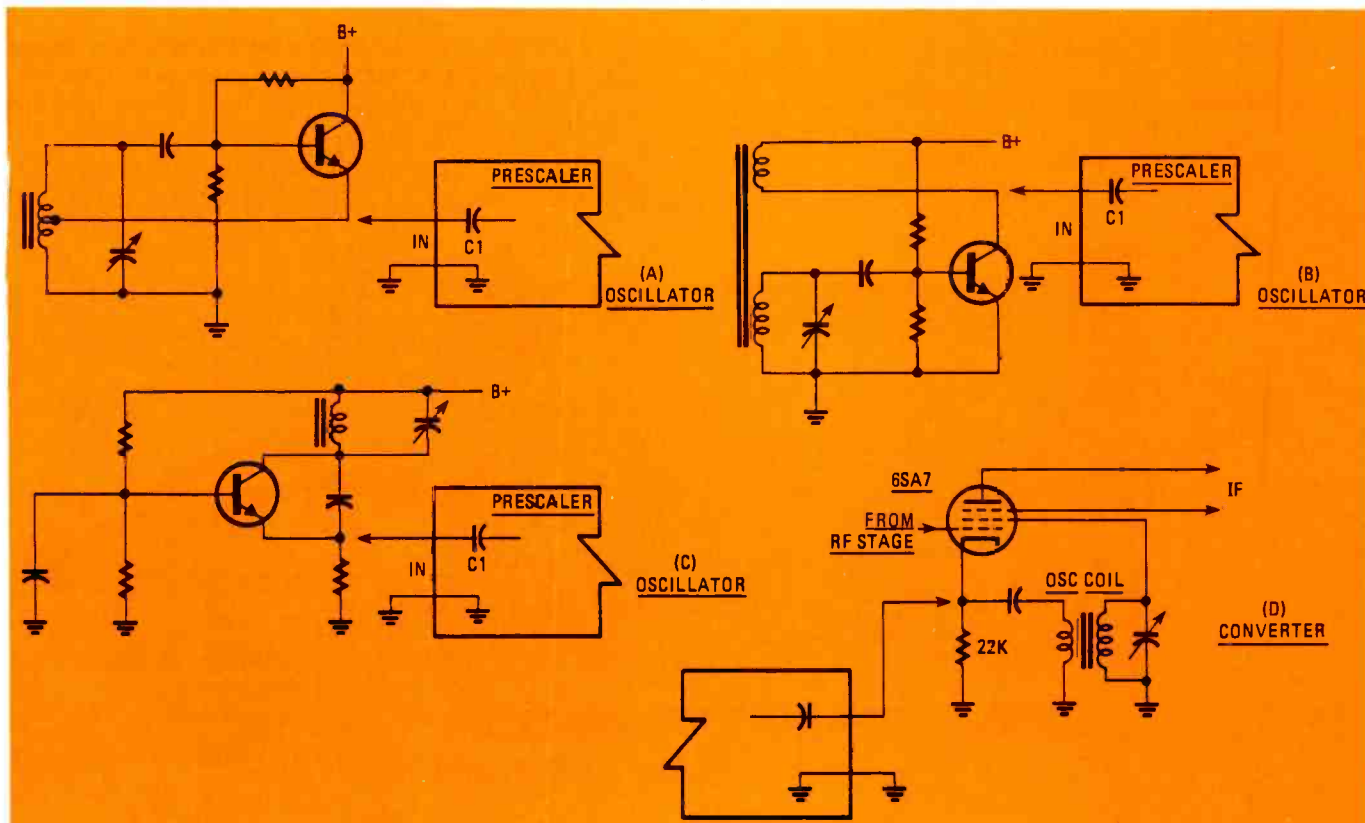 B+
PRESCALER
IN
C1
(A)
OSCILLATOR
B+
PRESCALER
IN
C1
(B)
OSCILLATOR
B+
PRESCALER
IN
C1
(C)
OSCILLATOR
6SA7
IF
FROM
RF STAGE
OSC COIL
22K
(D)
CONVERTER